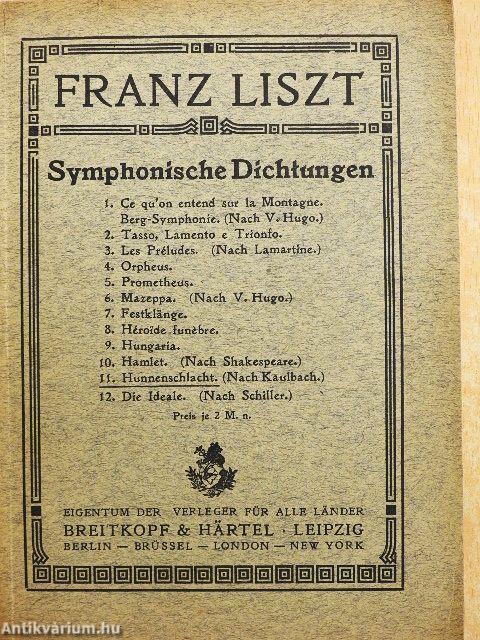 FRANZ LISZT
Symphonische Dichtungen
1. Ce qu'on entend sur la Montagne.
Berg-Symphonie. (Nach V. Hugo.)
2. Tasso, Lamento e Trionfo.
3. Les Préludes. (Nach Lamartine.)
4. Orpheus.
5. Prometheus.
6. Mazeppa. (Nach V. Hugo.)
7. Festklänge.
8. Héroïde funèbre.
9. Hungaria.
10. Hamlet. (Nach Shakespeare.)
11. Hunnenschlacht. (Nach Kaulbach.)
12. Die Ideale. (Nach Schiller.)
Preis je 2 M. n.
EIGENTUM DER VERLEGER FÜR ALLE LÄNDER
BREITKOPF & HÄRTEL · LEIPZIG
BERLIN — BRÜSSEL — LONDON — NEW YORK
Antikvárium.hu